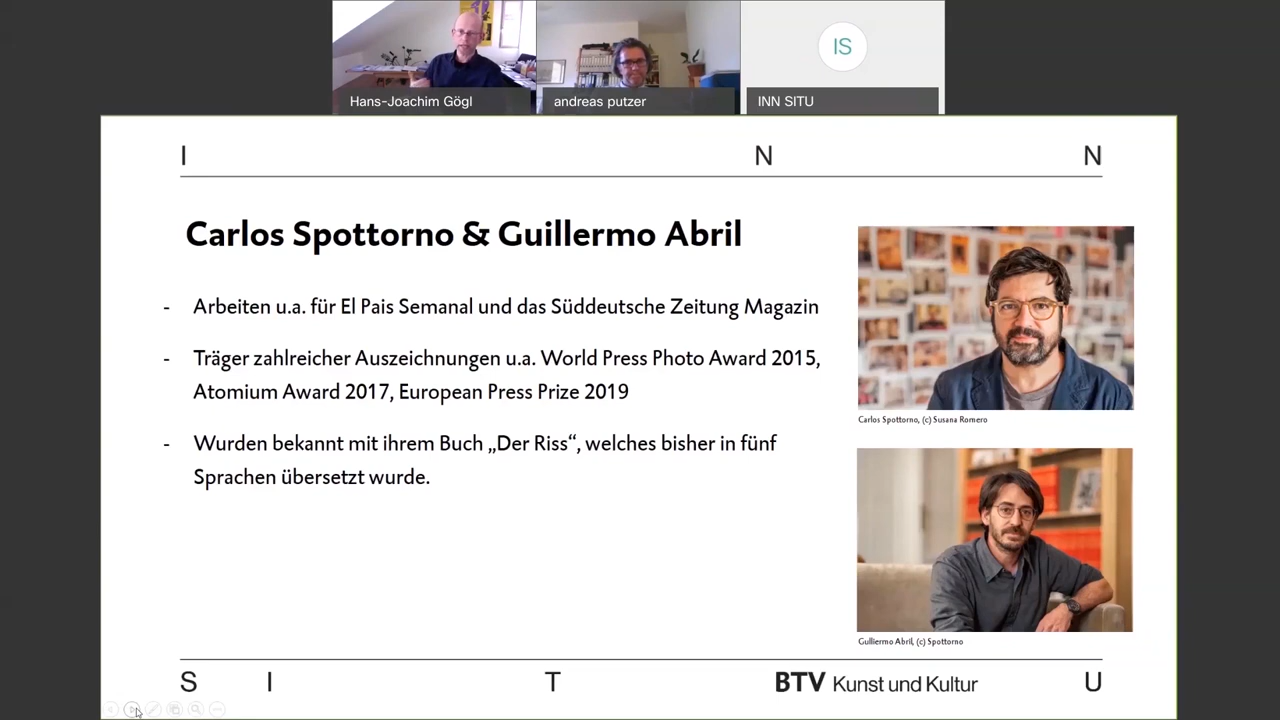 IS
Hans-Joachim Gögl
andreas putzer
INN SITU
I N N
Carlos Spottorno & Guillermo Abril
- Arbeiten u.a. für El Pais Semanal und das Süddeutsche Zeitung Magazin
- Träger zahlreicher Auszeichnungen u.a. World Press Photo Award 2015,
Atomium Award 2017, European Press Prize 2019
- Wurden bekannt mit ihrem Buch „Der Riss“, welches bisher in fünf
Sprachen übersetzt wurde.
Carlos Spottorno, (c) Susana Romero
Gulliermo Abril, (c) Spottorno
S I T BTV Kunst und Kultur U